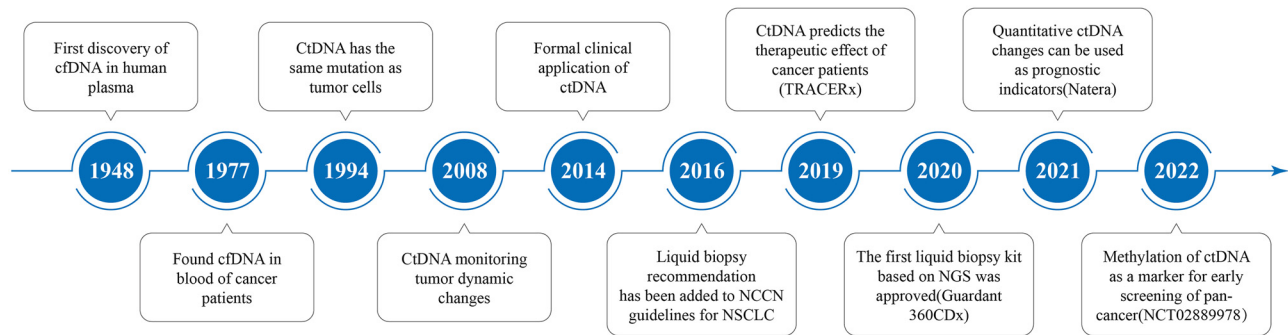 First discovery of
cfDNA in human
plasma
CtDNA has the
same mutation as
tumor cells
Formal clinical
application of
ctDNA
CtDNA predicts the
therapeutic effect of
cancer patients
(TRACERx)
Quantitative ctDNA
changes can be used
as prognostic
indicators(Natera)
1948
1977
1994
2008
2014
2016
2019
2020
2021
2022
Found cfDNA in
blood of cancer
patients
CtDNA monitoring
tumor dynamic
changes
Liquid biopsy
recommendation
has been added to NCCN
guidelines for NSCLC
The first liquid biopsy kit
based on NGS was
approved(Guardant
360CDx)
Methylation of ctDNA
as a marker for early
screening of pan-
cancer(NCT02889978)